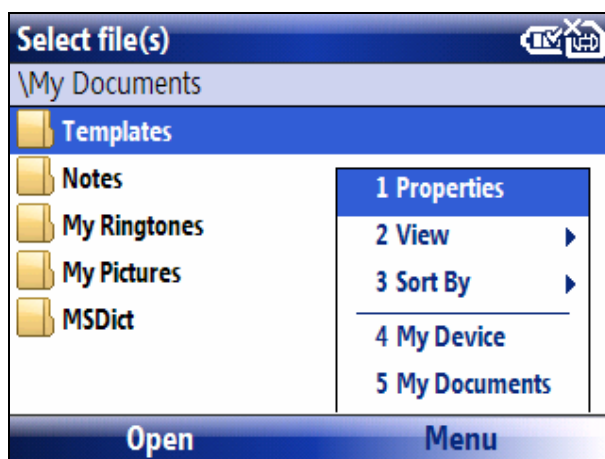 Select file(s)
\My Documents
Templates
Notes
My Ringtones
My Pictures
MSDict
1 Properties
2 View
3 Sort By
4 My Device
5 My Documents
Open
Menu